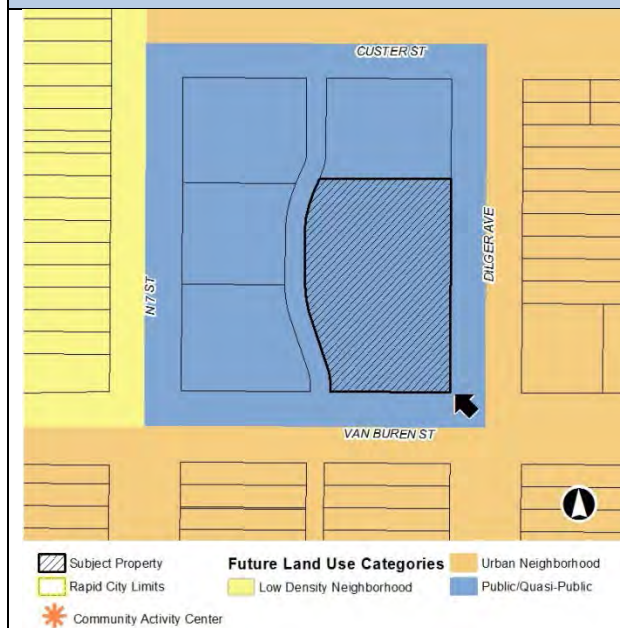 CUSTER ST
DILGER AVE
N 7 ST
VAN BUREN ST
Subject Property
Rapid City Limits
Future Land Use Categories
Low Density Neighborhood
Urban Neighborhood
Public/Quasi-Public
Community Activity Center